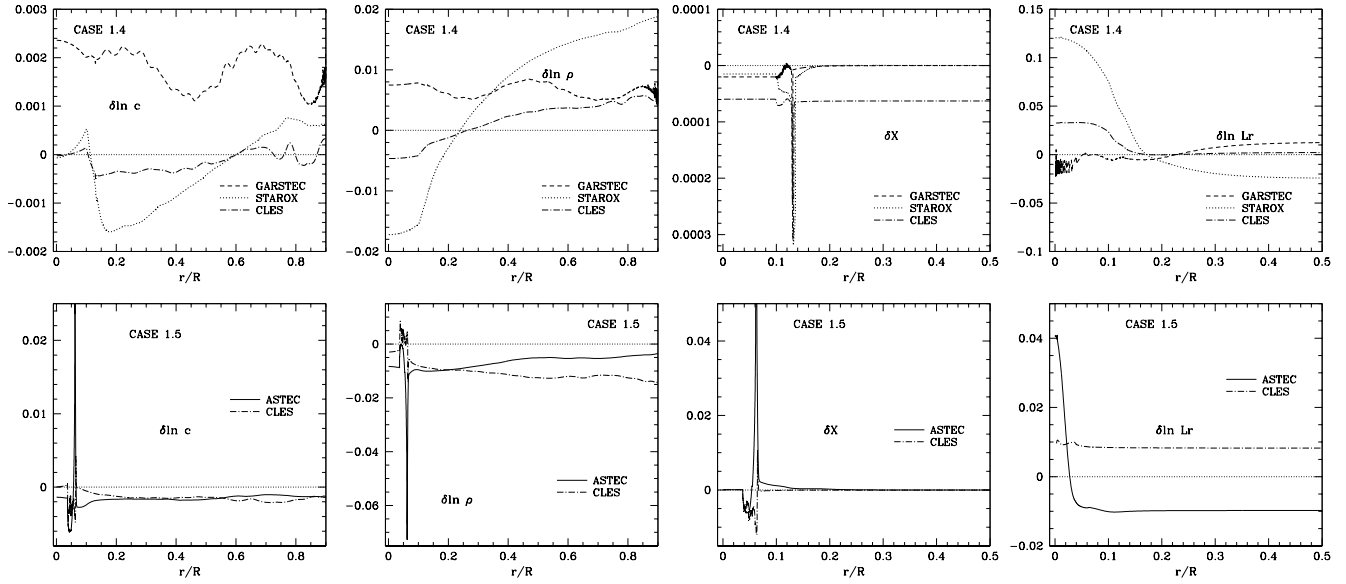 0.003
CASE 1.4
0.002
0.001
δln c
0
GARSTEC
STAROX
-0.001
CLES
-0.002
0 0.2 0.4 0.6 0.8
r/R
0.02
CASE 1.4
δln ρ
0.01
0
GARSTEC
STAROX
-0.01
CLES
-0.02
0 0.2 0.4 0.6 0.8
r/R
0.0001
CASE 1.4
0
0.0001
δX
0.0002
GARSTEC
STAROX
CLES
0.0003
0 0.1 0.2 0.3 0.4 0.5
r/R
0.15
CASE 1.4
0.1
0.05
δln Lr
0
GARSTEC
STAROX
-0.05
CLES
-0.1
0 0.1 0.2 0.3 0.4 0.5
r/R
CASE 1.5
0.02
ASTEC
CLES
0.01
δln c
0
0 0.2 0.4 0.6 0.8
r/R
CASE 1.5
0
-0.02
-0.04
ASTEC
CLES
δln ρ
-0.06
0 0.2 0.4 0.6 0.8
r/R
CASE 1.5
0.04
0.02
δX
ASTEC
CLES
0
0 0.1 0.2 0.3 0.4 0.5
r/R
CASE 1.5
0.04
ASTEC
CLES
0.02
δln Lr
0
-0.02
0 0.1 0.2 0.3 0.4 0.5
r/R